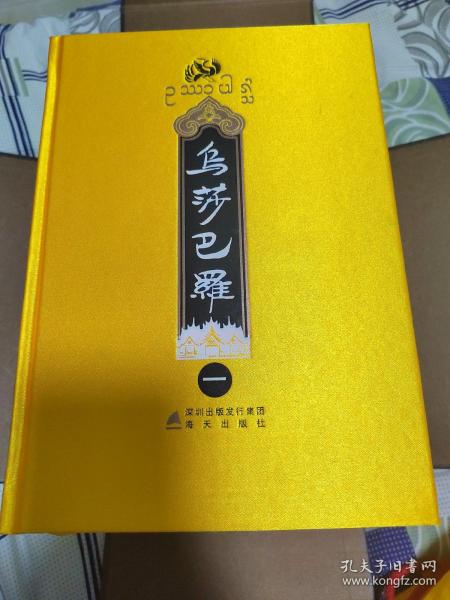 烏莎巴羅
一
深圳出版发行集团
海天出版社
孔夫子旧书网
www.kongfz.com